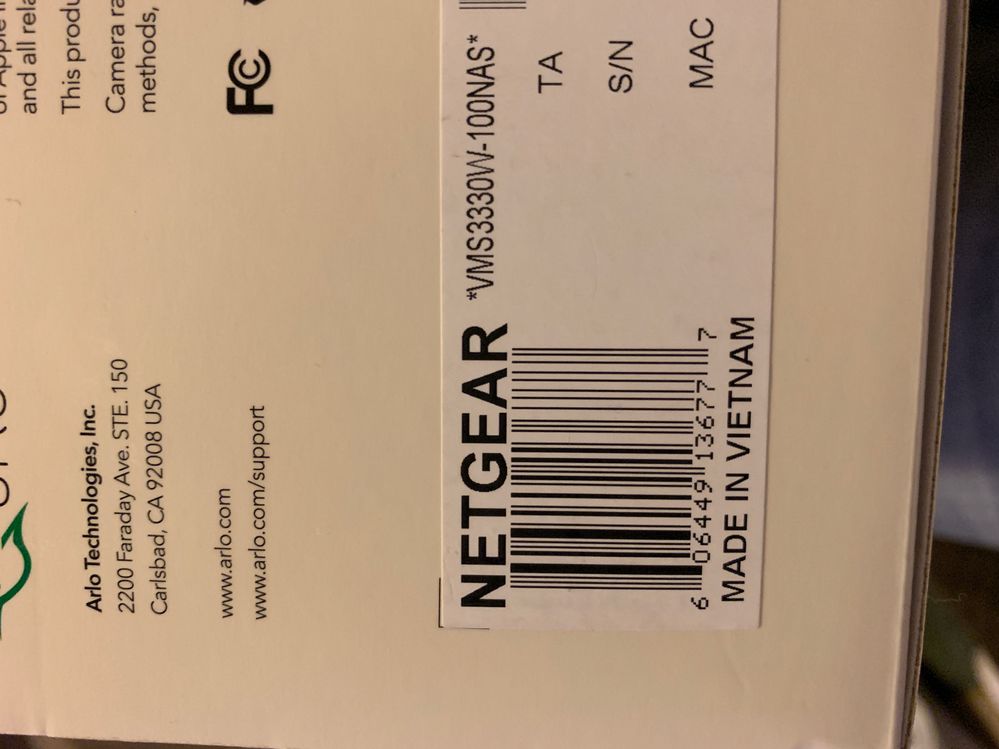 and all rela
This produ
Camera ra
methods,
FC
Arlo Technologies, Inc.
2200 Faraday Ave. STE. 150
Carlsbad, CA 92008 USA
www.arlo.com
www.arlo.com/support
NETGEAR *VMS3330W-100NAS*
TA
S/N
MAC
6 06449 13677 7
MADE IN VIETNAM